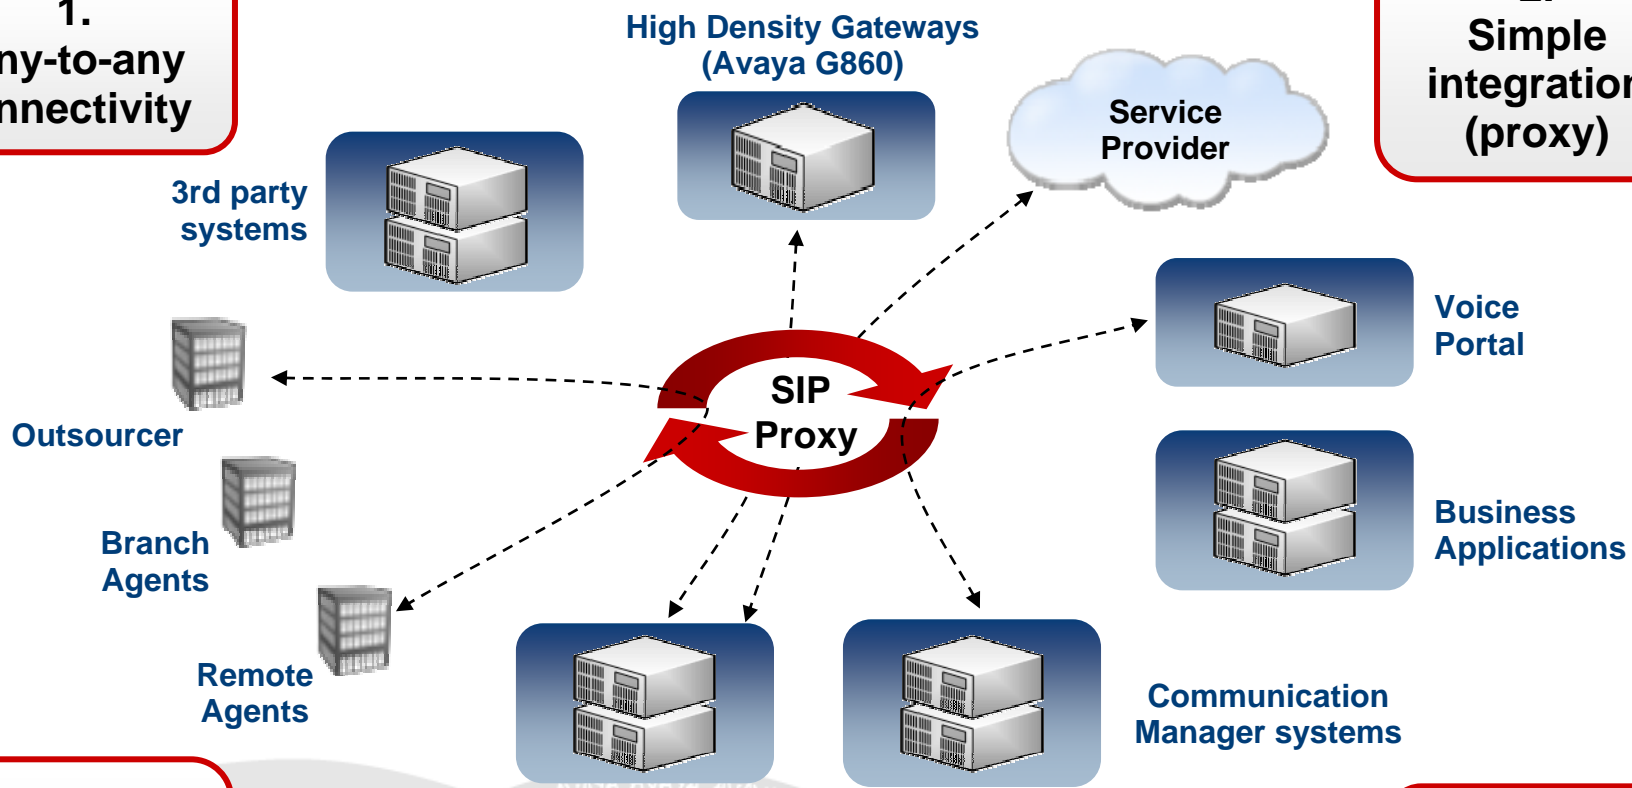 1.
ny-to-any
nnectivity
High Density Gateways
(Avaya G860)
Service
Provider
Simple
integration
(proxy)
3rd party
systems
Voice
Portal
SIP
Proxy
Outsourcer
Business
Applications
Branch
Agents
Remote
Agents
Communication
Manager systems